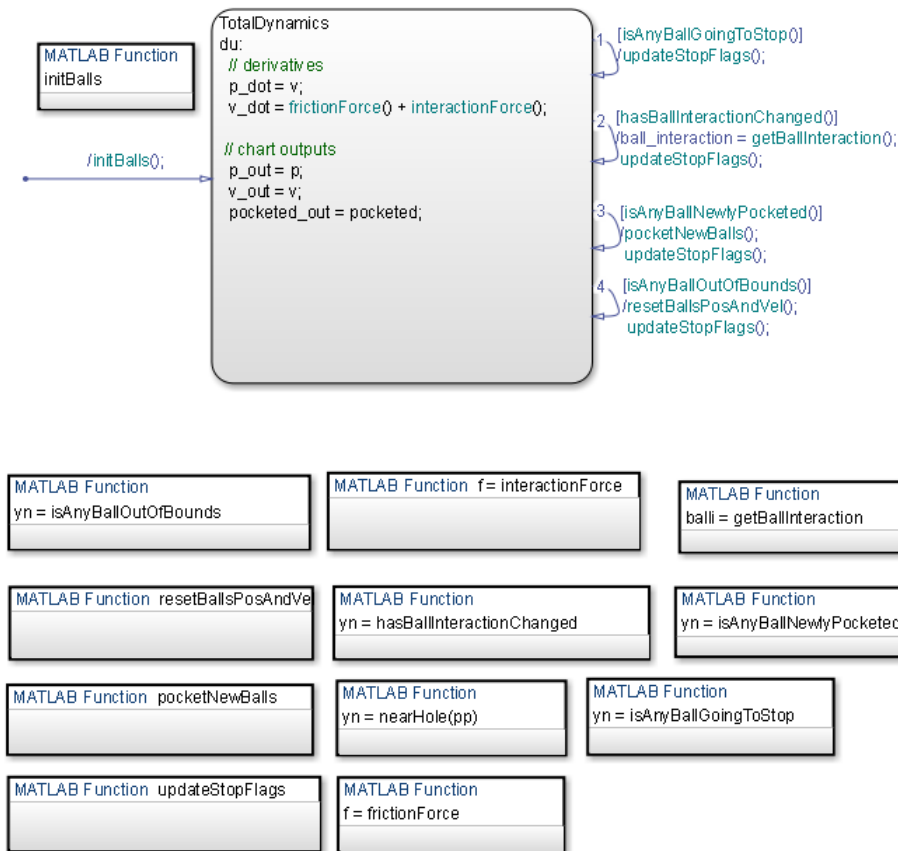 TotalDynamics
du:
// derivatives
p_dot = v;
v_dot = frictionForce() + interactionForce();
// chart outputs
p_out = p;
v_out = v;
pocketed_out = pocketed;
MATLAB Function
initBalls
/initBalls();
1
[isAnyBallGoingToStop()]
/updateStopFlags();
2
[hasBallInteractionChanged()]
/ball_interaction = getBallInteraction();
updateStopFlags();
3
[isAnyBallNewlyPocketed()]
/pocketNewBalls();
updateStopFlags();
4
[isAnyBallOutOfBounds()]
/resetBallsPosAndVel();
updateStopFlags();
MATLAB Function
yn = isAnyBallOutOfBounds
MATLAB Function f = interactionForce
MATLAB Function
balli = getBallInteraction
MATLAB Function resetBallsPosAndVe
MATLAB Function
yn = hasBallInteractionChanged
MATLAB Function
yn = isAnyBallNewlyPocketed
MATLAB Function pocketNewBalls
MATLAB Function
yn = nearHole(pp)
MATLAB Function
yn = isAnyBallGoingToStop
MATLAB Function updateStopFlags
MATLAB Function
f = frictionForce